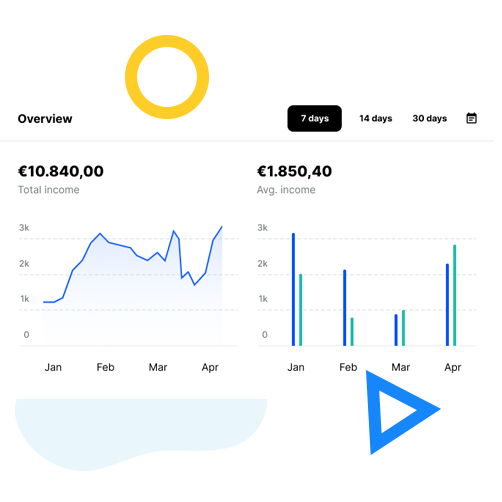 Overview
7 days
14 days
30 days
€10.840,00
Total income
3k
2k
1k
0
Jan Feb Mar Apr
€1.850,40
Avg. income
3k
2k
1k
0
Jan Feb Mar Apr